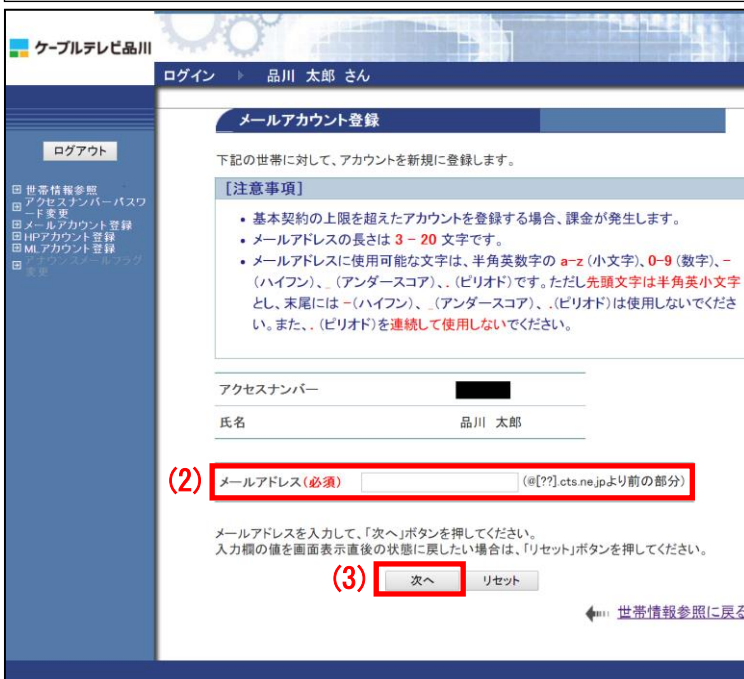 ケーブルテレビ品川
ログイン 品川 太郎 さん
ログアウト
世帯情報参照
アクセスナンバーパスワ
ード変更
メールアカウント登録
HPアカウント登録
MLアカウント登録
アナウンスメールフラグ
変更
メールアカウント登録
下記の世帯に対して、アカウントを新規に登録します。
[注意事項]
• 基本契約の上限を超えたアカウントを登録する場合、課金が発生します。
• メールアドレスの長さは 3 - 20 文字です。
• メールアドレスに使用可能な文字は、半角英数字の a-z (小文字)、0-9 (数字)、-
(ハイフン)、_ (アンダースコア)、. (ピリオド)です。ただし先頭文字は半角英小文字
とし、末尾には -(ハイフン)、_(アンダースコア)、.(ピリオド)は使用しないでくださ
い。また、. (ピリオド)を連続して使用しないでください。
アクセスナンバー
氏名 品川 太郎
(2) メールアドレス(必須) (@[??].cts.ne.jpより前の部分)
メールアドレスを入力して、「次へ」ボタンを押してください。
入力欄の値を画面表示直後の状態に戻したい場合は、「リセット」ボタンを押してください。
(3) 次へ リセット
世帯情報参照に戻る